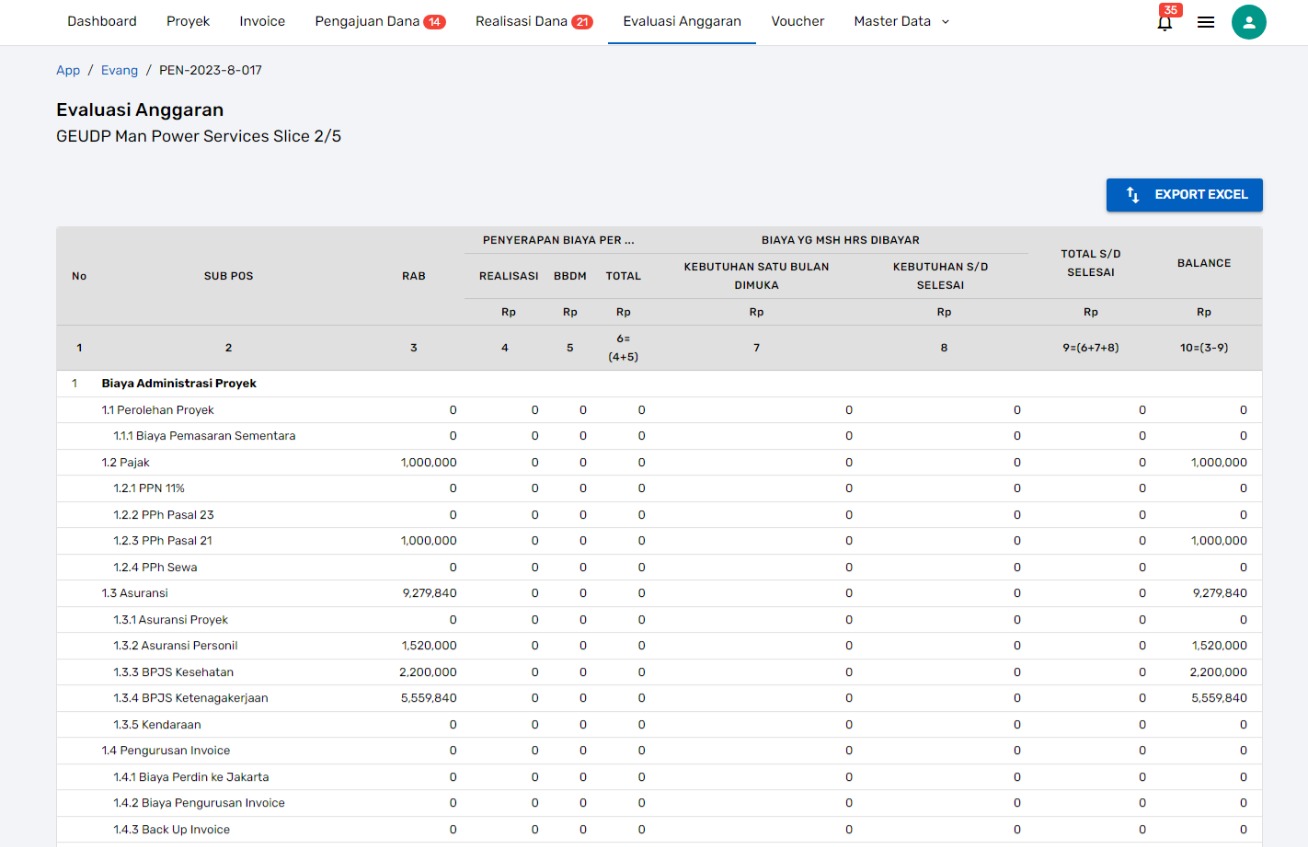 Dashboard Proyek Invoice Pengajuan Dana 14 Realisasi Dana 21 Evaluasi Anggaran Voucher Master Data 35
App / Evang / PEN-2023-8-017
Evaluasi Anggaran
GEUDP Man Power Services Slice 2/5
EXPORT EXCEL
No SUB POS RAB PENYERAPAN BIAYA PER ... BIAYA YG MSH HRS DIBAYAR TOTAL S/D SELESAI BALANCE
REALISASI BBDM TOTAL KEBUTUHAN SATU BULAN DIMUKA KEBUTUHAN S/D SELESAI
Rp Rp Rp Rp Rp Rp Rp
1 2 3 4 5 6=(4+5) 7 8 9=(6+7+8) 10=(3-9)
1 Biaya Administrasi Proyek
1.1 Perolehan Proyek 0 0 0 0 0 0 0 0
1.1.1 Biaya Pemasaran Sementara 0 0 0 0 0 0 0 0
1.2 Pajak 1,000,000 0 0 0 0 0 0 1,000,000
1.2.1 PPN 11% 0 0 0 0 0 0 0 0
1.2.2 PPh Pasal 23 0 0 0 0 0 0 0 0
1.2.3 PPh Pasal 21 1,000,000 0 0 0 0 0 0 1,000,000
1.2.4 PPh Sewa 0 0 0 0 0 0 0 0
1.3 Asuransi 9,279,840 0 0 0 0 0 0 9,279,840
1.3.1 Asuransi Proyek 0 0 0 0 0 0 0 0
1.3.2 Asuransi Personil 1,520,000 0 0 0 0 0 0 1,520,000
1.3.3 BPJS Kesehatan 2,200,000 0 0 0 0 0 0 2,200,000
1.3.4 BPJS Ketenagakerjaan 5,559,840 0 0 0 0 0 0 5,559,840
1.3.5 Kendaraan 0 0 0 0 0 0 0 0
1.4 Pengurusan Invoice 0 0 0 0 0 0 0 0
1.4.1 Biaya Perdin ke Jakarta 0 0 0 0 0 0 0 0
1.4.2 Biaya Pengurusan Invoice 0 0 0 0 0 0 0 0
1.4.3 Back Up Invoice 0 0 0 0 0 0 0 0